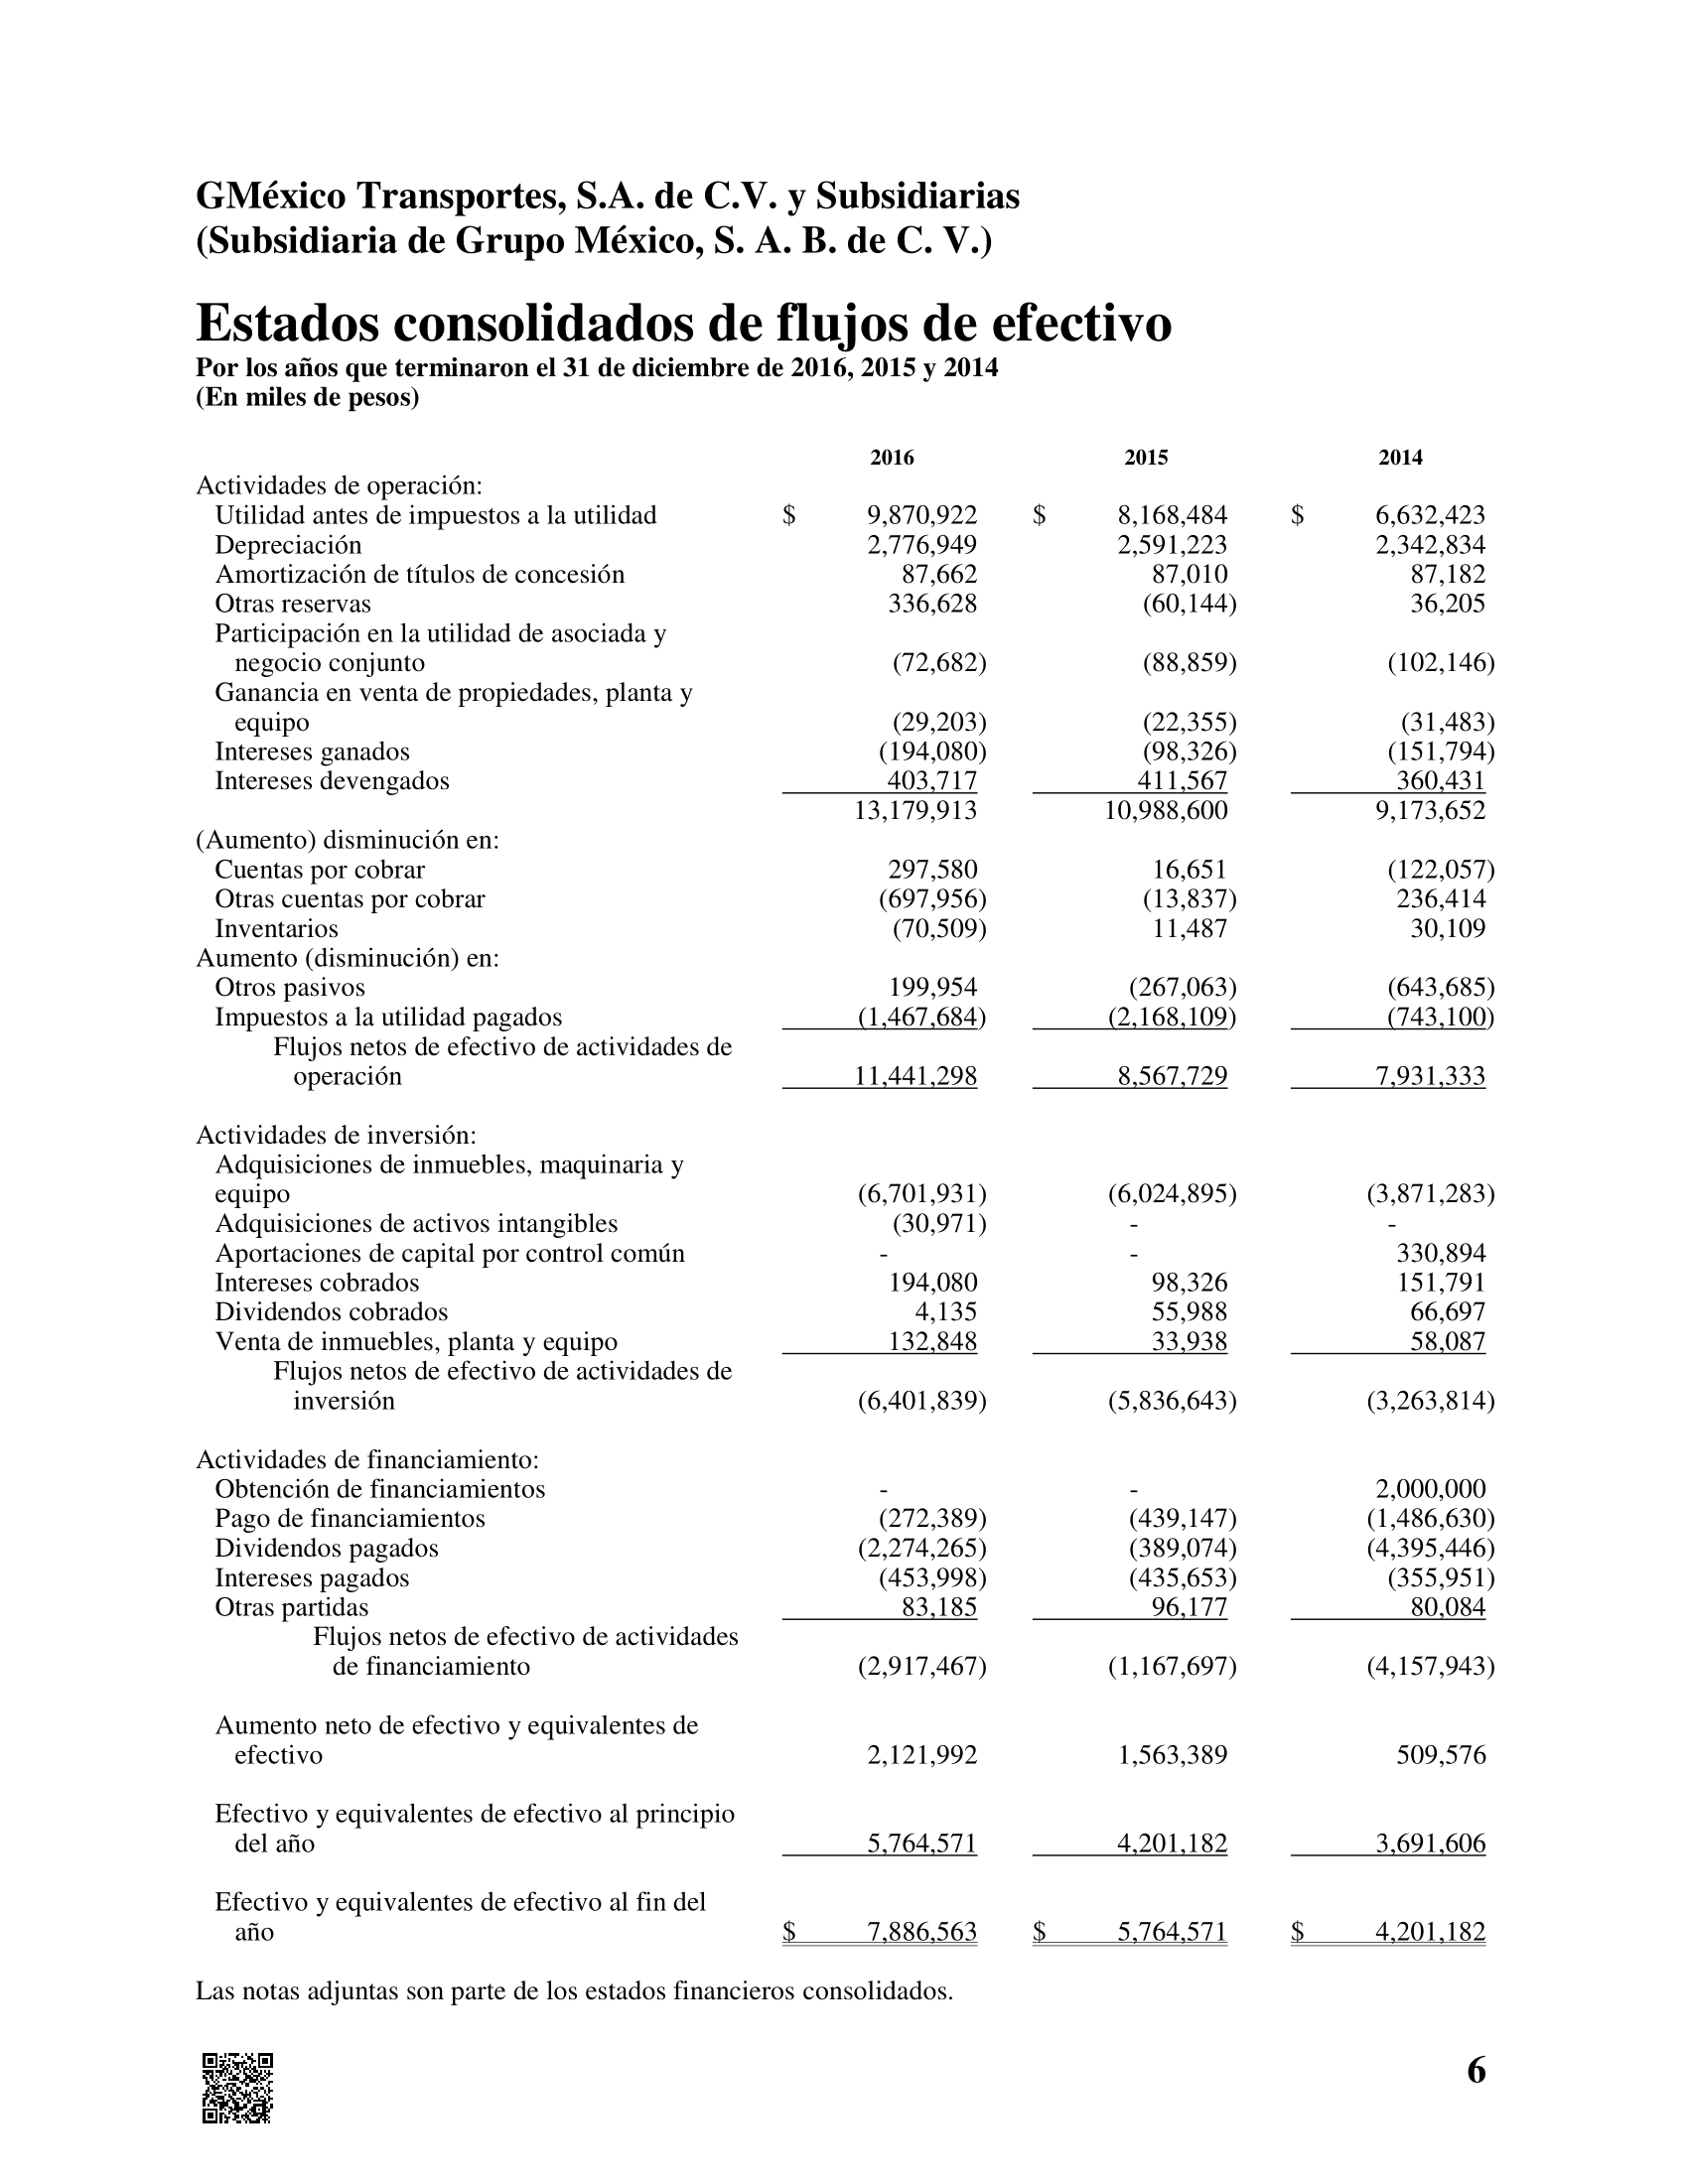 GMéxico Transportes, S.A. de C.V. y Subsidiarias
(Subsidiaria de Grupo México, S. A. B. de C. V.)
Estados consolidados de flujos de efectivo
Por los años que terminaron el 31 de diciembre de 2016, 2015 y 2014
(En miles de pesos)
2016 2015 2014
Actividades de operación:
Utilidad antes de impuestos a la utilidad $ 9,870,922 $ 8,168,484 $ 6,632,423
Depreciación 2,776,949 2,591,223 2,342,834
Amortización de títulos de concesión 87,662 87,010 87,182
Otras reservas 336,628 (60,144) 36,205
Participación en la utilidad de asociada y
negocio conjunto (72,682) (88,859) (102,146)
Ganancia en venta de propiedades, planta y
equipo (29,203) (22,355) (31,483)
Intereses ganados (194,080) (98,326) (151,794)
Intereses devengados 403,717 411,567 360,431
13,179,913 10,988,600 9,173,652
(Aumento) disminución en:
Cuentas por cobrar 297,580 16,651 (122,057)
Otras cuentas por cobrar (697,956) (13,837) 236,414
Inventarios (70,509) 11,487 30,109
Aumento (disminución) en:
Otros pasivos 199,954 (267,063) (643,685)
Impuestos a la utilidad pagados (1,467,684) (2,168,109) (743,100)
Flujos netos de efectivo de actividades de
operación 11,441,298 8,567,729 7,931,333
Actividades de inversión:
Adquisiciones de inmuebles, maquinaria y
equipo (6,701,931) (6,024,895) (3,871,283)
Adquisiciones de activos intangibles (30,971) - -
Aportaciones de capital por control común - - 330,894
Intereses cobrados 194,080 98,326 151,791
Dividendos cobrados 4,135 55,988 66,697
Venta de inmuebles, planta y equipo 132,848 33,938 58,087
Flujos netos de efectivo de actividades de
inversión (6,401,839) (5,836,643) (3,263,814)
Actividades de financiamiento:
Obtención de financiamientos - - 2,000,000
Pago de financiamientos (272,389) (439,147) (1,486,630)
Dividendos pagados (2,274,265) (389,074) (4,395,446)
Intereses pagados (453,998) (435,653) (355,951)
Otras partidas 83,185 96,177 80,084
Flujos netos de efectivo de actividades
de financiamiento (2,917,467) (1,167,697) (4,157,943)
Aumento neto de efectivo y equivalentes de
efectivo 2,121,992 1,563,389 509,576
Efectivo y equivalentes de efectivo al principio
del año 5,764,571 4,201,182 3,691,606
Efectivo y equivalentes de efectivo al fin del
año $ 7,886,563 $ 5,764,571 $ 4,201,182
Las notas adjuntas son parte de los estados financieros consolidados.
6